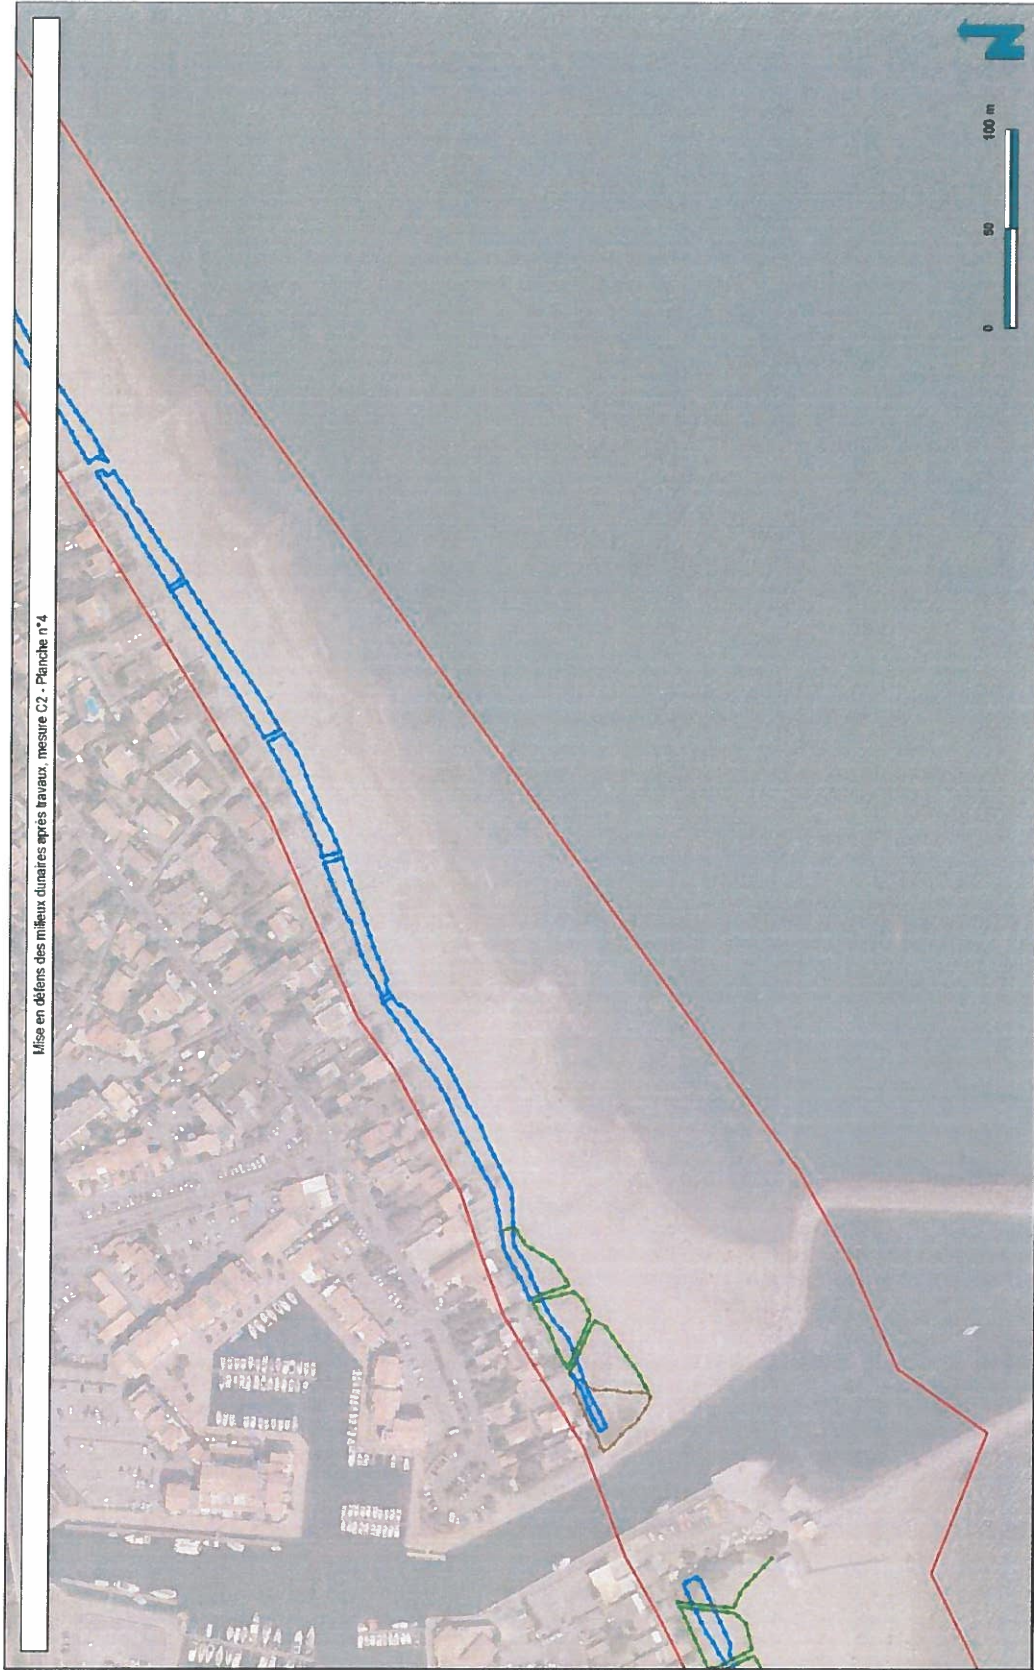 Mise en défens des milieux dunaires après travaux, mesure C2 - Planche n°4
N
0 50 100 m